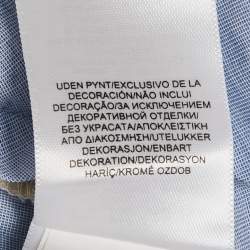 UDEN PYNT/EXCLUSIVO DE LA
DECORACIÓN/NÃO INCLUI
DECORAÇÃO/ЗА ИСКЛЮЧЕНИЕМ
ДЕКОРАТИВНОЙ ОТДЕЛКИ/
БЕЗ УКРАСАТА/ΑΠΟΚΛΕΙΣΤΙΚΗ
ΑΠΟ ΔΙΑΚΟΣΜΗΣΗ/UITERLUKE
DEKORASJON/ENBART
DEKORATION/DEKORASYON
HARİÇ/KROMĚ OZDOB